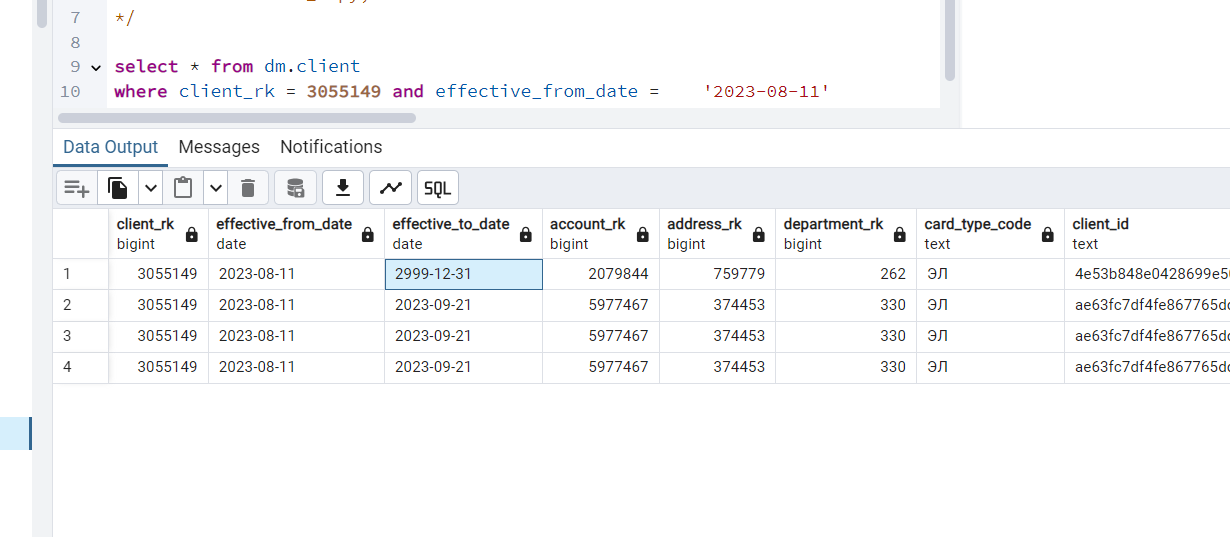 7 */
8
9 select * from dm.client
10 where client_rk = 3055149 and effective_from_date = '2023-08-11'
Data Output Messages Notifications
SQL
client_rk effective_from_date effective_to_date account_rk address_rk department_rk card_type_code client_id
bigint date date bigint bigint bigint text text
1 3055149 2023-08-11 2999-12-31 2079844 759779 262 ЭЛ 4e53b848e0428699e5
2 3055149 2023-08-11 2023-09-21 5977467 374453 330 ЭЛ ae63fc7df4fe867765d
3 3055149 2023-08-11 2023-09-21 5977467 374453 330 ЭЛ ae63fc7df4fe867765d
4 3055149 2023-08-11 2023-09-21 5977467 374453 330 ЭЛ ae63fc7df4fe867765d